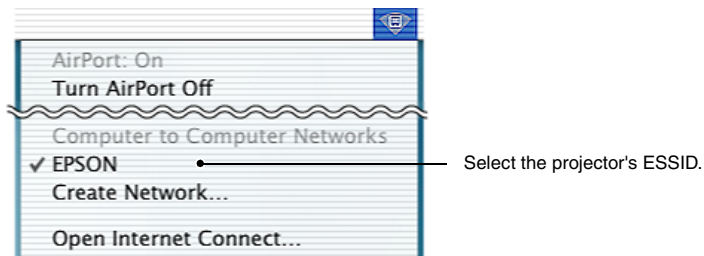 AirPort: On
Turn AirPort Off
Computer to Computer Networks
✓ EPSON
Select the projector's ESSID.
Create Network...
Open Internet Connect...